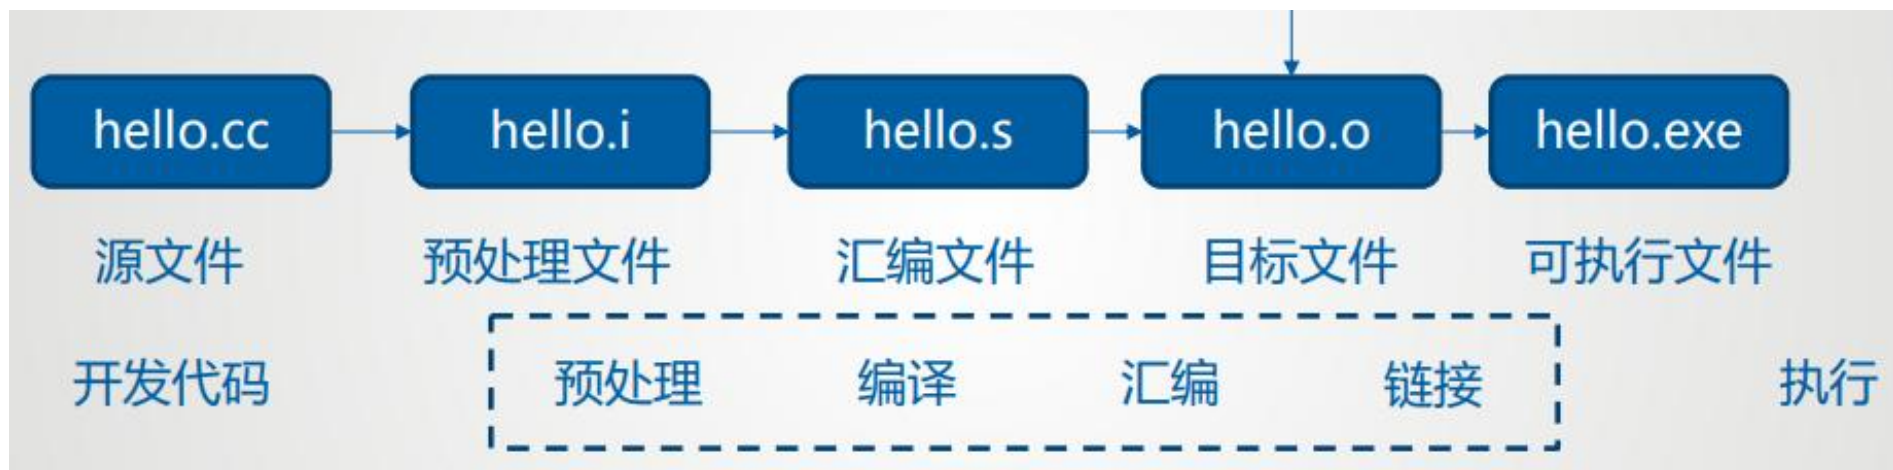 hello.cc hello.i hello.s hello.o hello.exe
源文件 预处理文件 汇编文件 目标文件 可执行文件
开发代码 预处理 编译 汇编 链接 执行